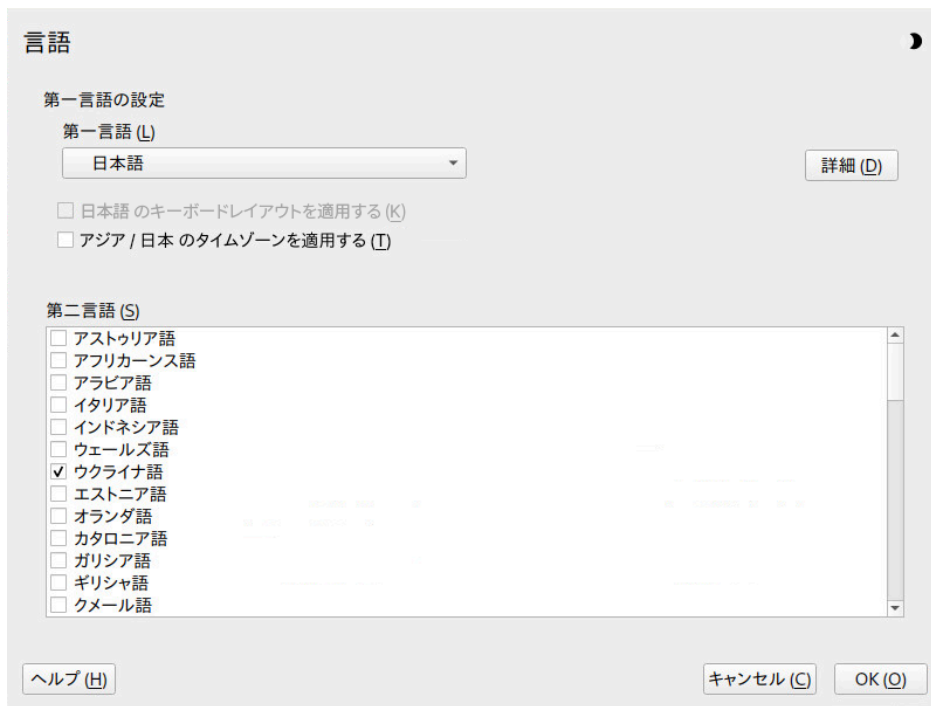 言語
第一言語の設定
第一言語 (L)
日本語
詳細 (D)
日本語 のキーボードレイアウトを適用する (K)
アジア / 日本 のタイムゾーンを適用する (T)
第二言語 (S)
アストゥリア語
アフリカーンス語
アラビア語
イタリア語
インドネシア語
ウェールズ語
ウクライナ語
エストニア語
オランダ語
カタロニア語
ガリシア語
ギリシャ語
クメール語
ヘルプ (H)
キャンセル (C)
OK (O)